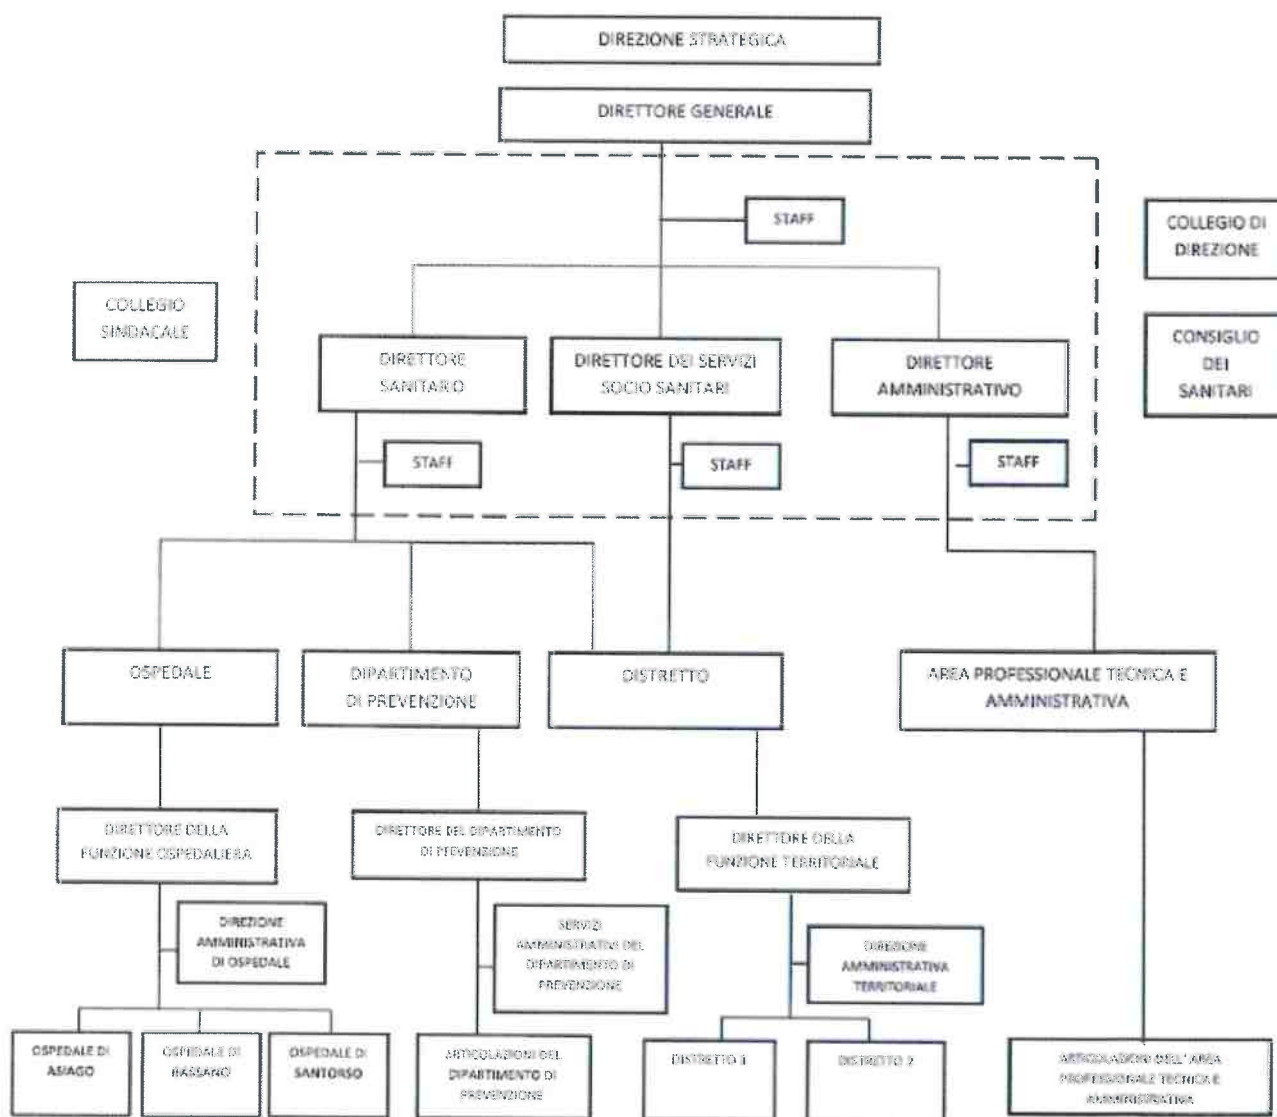 DIREZIONE STRATEGICA
DIRETTORE GENERALE
STAFF
COLLEGIO DI
DIREZIONE
COLLEGIO
SINDACALE
CONSIGLIO
DEI
SANITARI
DIRETTORE
SANITARIO
DIRETTORE DEI SERVIZI
SOCIO SANITARI
DIRETTORE
AMMINISTRATIVO
STAFF
STAFF
STAFF
OSPEDALE
DIPARTIMENTO
DI PREVENZIONE
DISTRETTO
AREA PROFESSIONALE TECNICA E
AMMINISTRATIVA
DIRETTORE DELLA
FUNZIONE OSPEDALIERA
DIRETTORE DEL DIPARTIMENTO
DI PREVENZIONE
DIRETTORE DELLA
FUNZIONE TERRITORIALE
DIREZIONE
AMMINISTRATIVA
DI OSPEDALE
SERVIZI
AMMINISTRATIVI DEL
DIPARTIMENTO DI
PREVENZIONE
DIREZIONE
AMMINISTRATIVA
TERRITORIALE
OSPEDALE DI
ASIAGO
OSPEDALE DI
BASSANO
OSPEDALE DI
SANTORSO
ARTICOLAZIONI DEL
DIPARTIMENTO DI
PREVENZIONE
DISTRETTO 1
DISTRETTO 2
ARTICOLAZIONI DELL' AREA
PROFESSIONALE TECNICA E
AMMINISTRATIVA